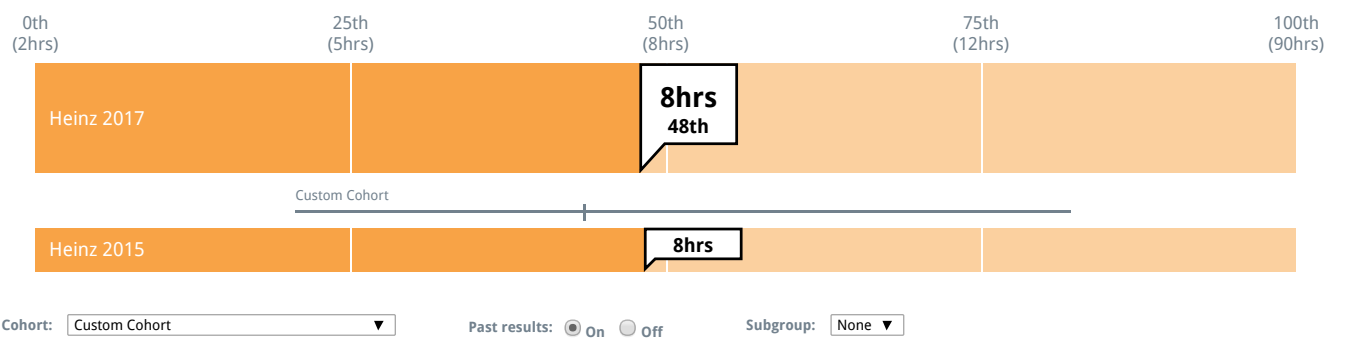 0th 25th 50th 75th 100th
(2hrs) (5hrs) (8hrs) (12hrs) (90hrs)
8hrs
Heinz 2017
48th
Custom Cohort
Heinz 2015 8hrs
Cohort: Custom Cohort ▼ Past results: On Off Subgroup: None ▼